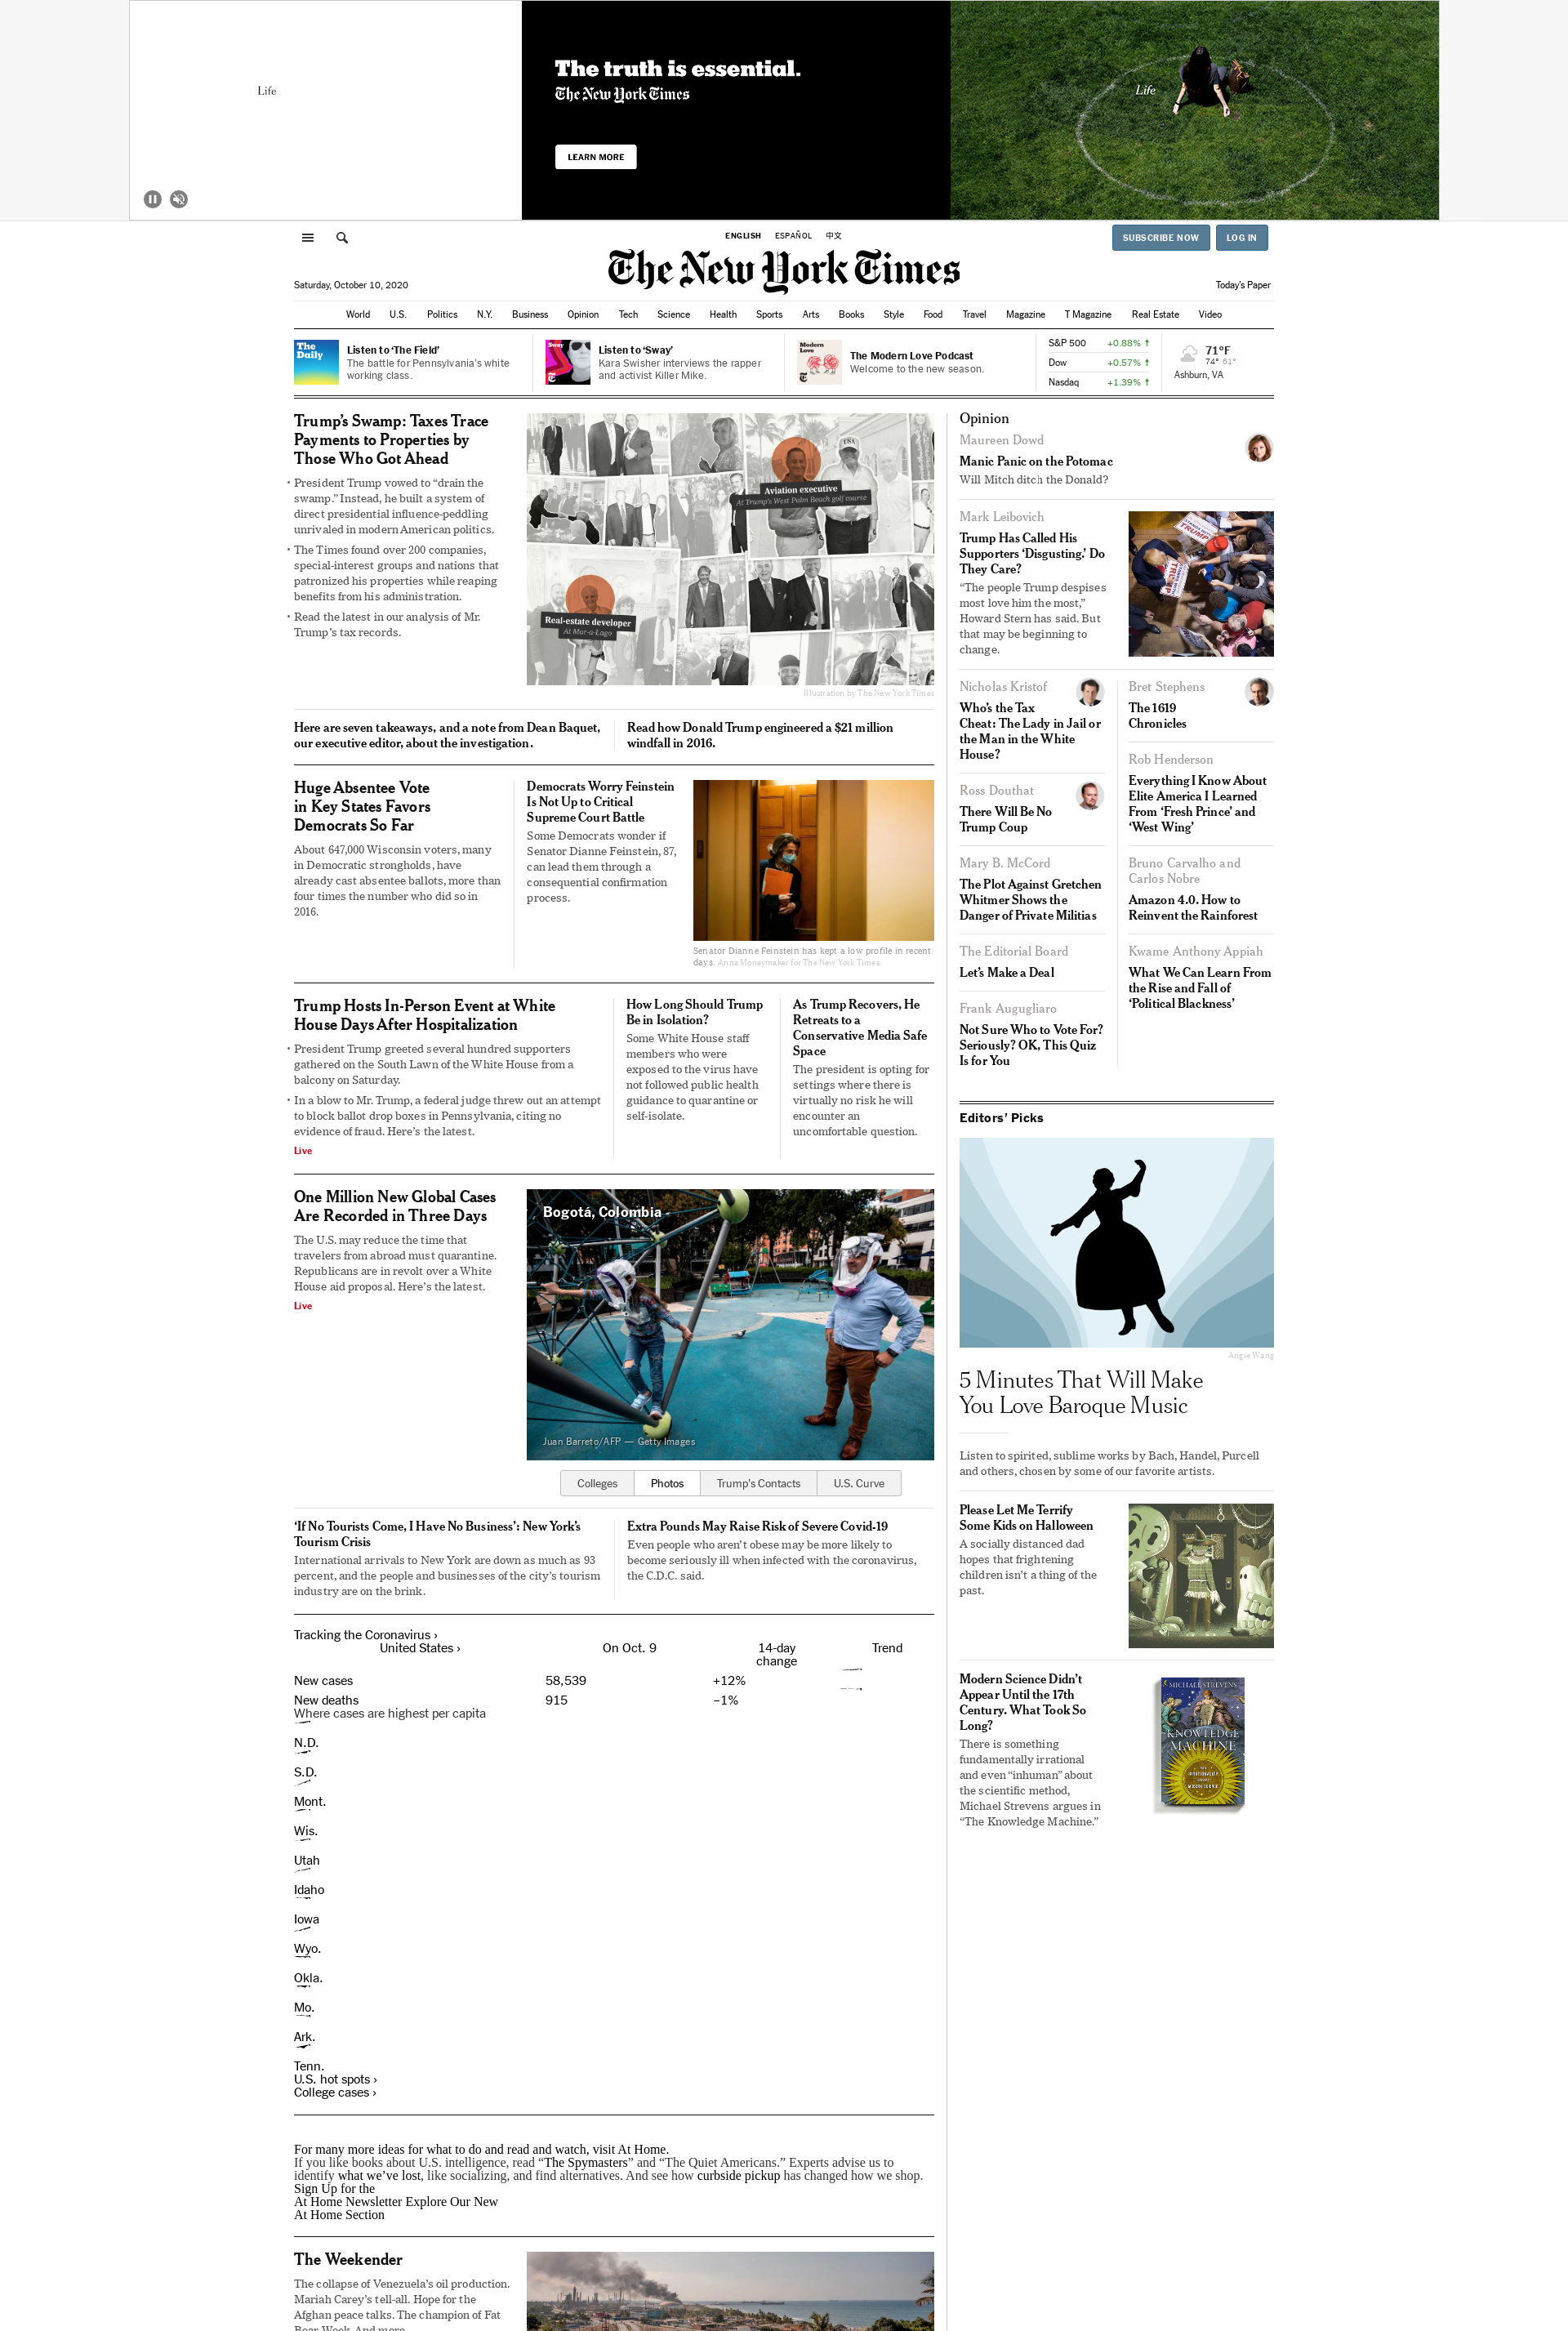 Life
The truth is essential.
The New York Times
LEARN MORE
Life
ENGLISH
ESPAÑOL
中文
SUBSCRIBE NOW
LOG IN
The New York Times
Saturday, October 10, 2020
Today's Paper
World U.S. Politics N.Y. Business Opinion Tech Science Health Sports Arts Books Style Food Travel Magazine T Magazine Real Estate Video
The
Daily
Listen to ‘The Field’
The battle for Pennsylvania's white
working class.
Sway
Listen to ‘Sway’
Kara Swisher interviews the rapper
and activist Killer Mike.
Modern
Love
The Modern Love Podcast
Welcome to the new season.
S&P 500 +0.88% ↑
Dow +0.57% ↑
Nasdaq +1.39% ↑
71°F
74° 61°
Ashburn, VA
Trump’s Swamp: Taxes Trace
Payments to Properties by
Those Who Got Ahead
• President Trump vowed to “drain the
swamp.” Instead, he built a system of
direct presidential influence-peddling
unrivaled in modern American politics.
• The Times found over 200 companies,
special-interest groups and nations that
patronized his properties while reaping
benefits from his administration.
• Read the latest in our analysis of Mr.
Trump’s tax records.
USA
Aviation executive
At Trump's West Palm Beach golf course
Real-estate developer
At Mar-a-Lago
Illustration by The New York Times
Here are seven takeaways, and a note from Dean Baquet,
our executive editor, about the investigation.
Read how Donald Trump engineered a $21 million
windfall in 2016.
Huge Absentee Vote
in Key States Favors
Democrats So Far
About 647,000 Wisconsin voters, many
in Democratic strongholds, have
already cast absentee ballots, more than
four times the number who did so in
2016.
Democrats Worry Feinstein
Is Not Up to Critical
Supreme Court Battle
Some Democrats wonder if
Senator Dianne Feinstein, 87,
can lead them through a
consequential confirmation
process.
Senator Dianne Feinstein has kept a low profile in recent
days. Anna Moneymaker for The New York Times
Trump Hosts In-Person Event at White
House Days After Hospitalization
• President Trump greeted several hundred supporters
gathered on the South Lawn of the White House from a
balcony on Saturday.
• In a blow to Mr. Trump, a federal judge threw out an attempt
to block ballot drop boxes in Pennsylvania, citing no
evidence of fraud. Here’s the latest.
Live
How Long Should Trump
Be in Isolation?
Some White House staff
members who were
exposed to the virus have
not followed public health
guidance to quarantine or
self-isolate.
As Trump Recovers, He
Retreats to a
Conservative Media Safe
Space
The president is opting for
settings where there is
virtually no risk he will
encounter an
uncomfortable question.
One Million New Global Cases
Are Recorded in Three Days
The U.S. may reduce the time that
travelers from abroad must quarantine.
Republicans are in revolt over a White
House aid proposal. Here’s the latest.
Live
Bogotá, Colombia
Juan Barreto/AFP — Getty Images
Colleges Photos Trump's Contacts U.S. Curve
‘If No Tourists Come, I Have No Business’: New York’s
Tourism Crisis
International arrivals to New York are down as much as 93
percent, and the people and businesses of the city’s tourism
industry are on the brink.
Extra Pounds May Raise Risk of Severe Covid-19
Even people who aren’t obese may be more likely to
become seriously ill when infected with the coronavirus,
the C.D.C. said.
Tracking the Coronavirus ›
United States › On Oct. 9 14-day
change Trend
New cases 58,539 +12%
New deaths 915 –1%
Where cases are highest per capita
N.D.
S.D.
Mont.
Wis.
Utah
Idaho
Iowa
Wyo.
Okla.
Mo.
Ark.
Tenn.
U.S. hot spots ›
College cases ›
For many more ideas for what to do and read and watch, visit At Home.
If you like books about U.S. intelligence, read “The Spymasters” and “The Quiet Americans.” Experts advise us to
identify what we’ve lost, like socializing, and find alternatives. And see how curbside pickup has changed how we shop.
Sign Up for the
At Home Newsletter Explore Our New
At Home Section
The Weekender
The collapse of Venezuela’s oil production.
Mariah Carey’s tell-all. Hope for the
Afghan peace talks. The champion of Fat
Bear Week. And more.
Opinion
Maureen Dowd
Manic Panic on the Potomac
Will Mitch ditch the Donald?
Mark Leibovich
Trump Has Called His
Supporters ‘Disgusting.’ Do
They Care?
“The people Trump despises
most love him the most,”
Howard Stern has said. But
that may be beginning to
change.
TRUMP
Nicholas Kristof
Who’s the Tax
Cheat: The Lady in Jail or
the Man in the White
House?
Ross Douthat
There Will Be No
Trump Coup
Mary B. McCord
The Plot Against Gretchen
Whitmer Shows the
Danger of Private Militias
The Editorial Board
Let’s Make a Deal
Frank Augugliaro
Not Sure Who to Vote For?
Seriously? OK, This Quiz
Is for You
Bret Stephens
The 1619
Chronicles
Rob Henderson
Everything I Know About
Elite America I Learned
From ‘Fresh Prince’ and
‘West Wing’
Bruno Carvalho and
Carlos Nobre
Amazon 4.0. How to
Reinvent the Rainforest
Kwame Anthony Appiah
What We Can Learn From
the Rise and Fall of
‘Political Blackness’
Editors’ Picks
Angie Wang
5 Minutes That Will Make
You Love Baroque Music
Listen to spirited, sublime works by Bach, Handel, Purcell
and others, chosen by some of our favorite artists.
Please Let Me Terrify
Some Kids on Halloween
A socially distanced dad
hopes that frightening
children isn’t a thing of the
past.
Modern Science Didn’t
Appear Until the 17th
Century. What Took So
Long?
There is something
fundamentally irrational
and even “inhuman” about
the scientific method,
Michael Strevens argues in
“The Knowledge Machine.”
MICHAEL STREVENS
THE
KNOWLEDGE
MACHINE